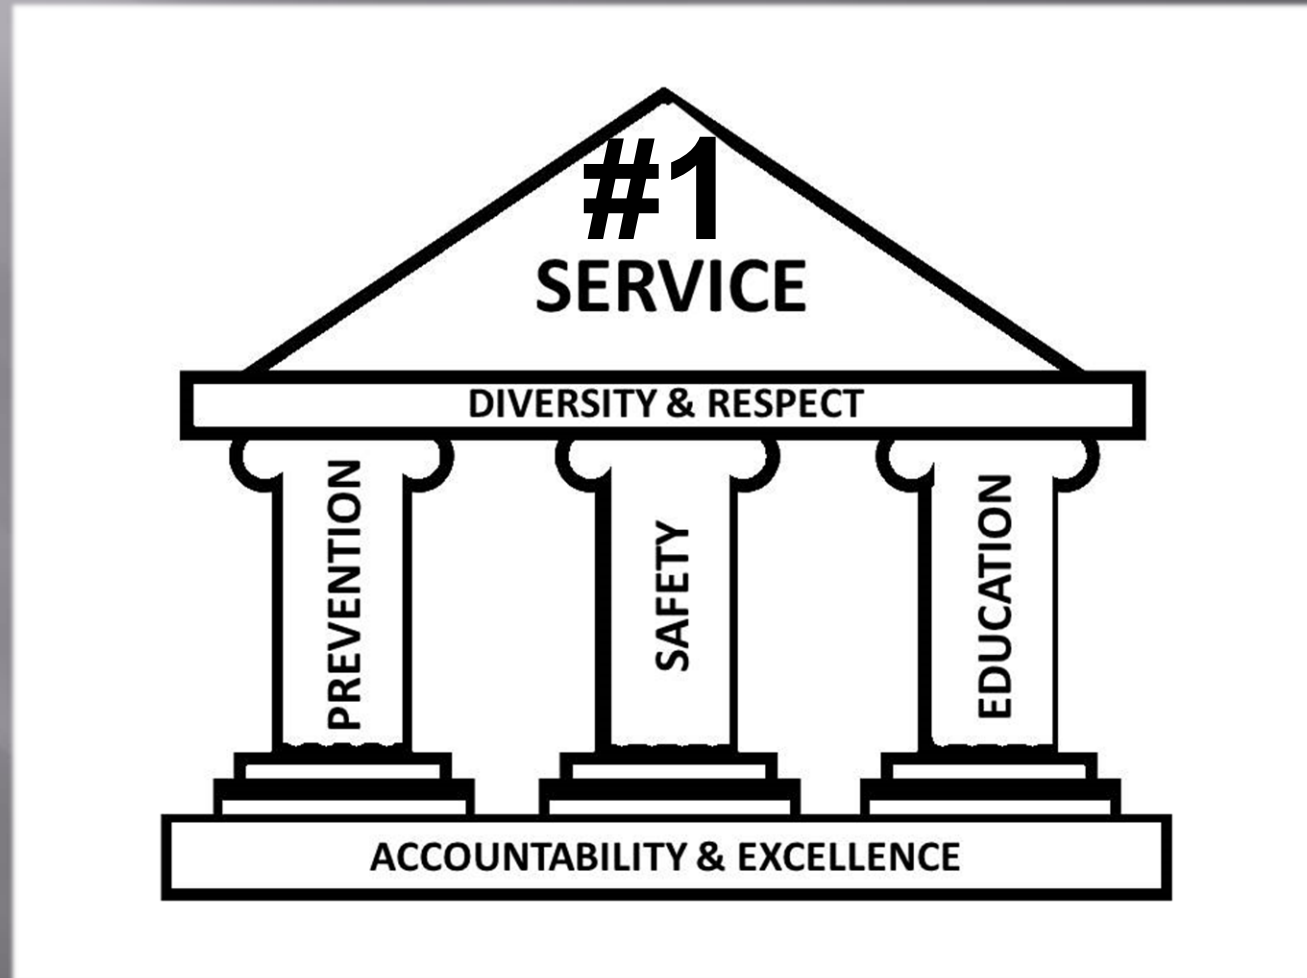 #1
SERVICE
DIVERSITY & RESPECT
PREVENTION
SAFETY
EDUCATION
ACCOUNTABILITY & EXCELLENCE